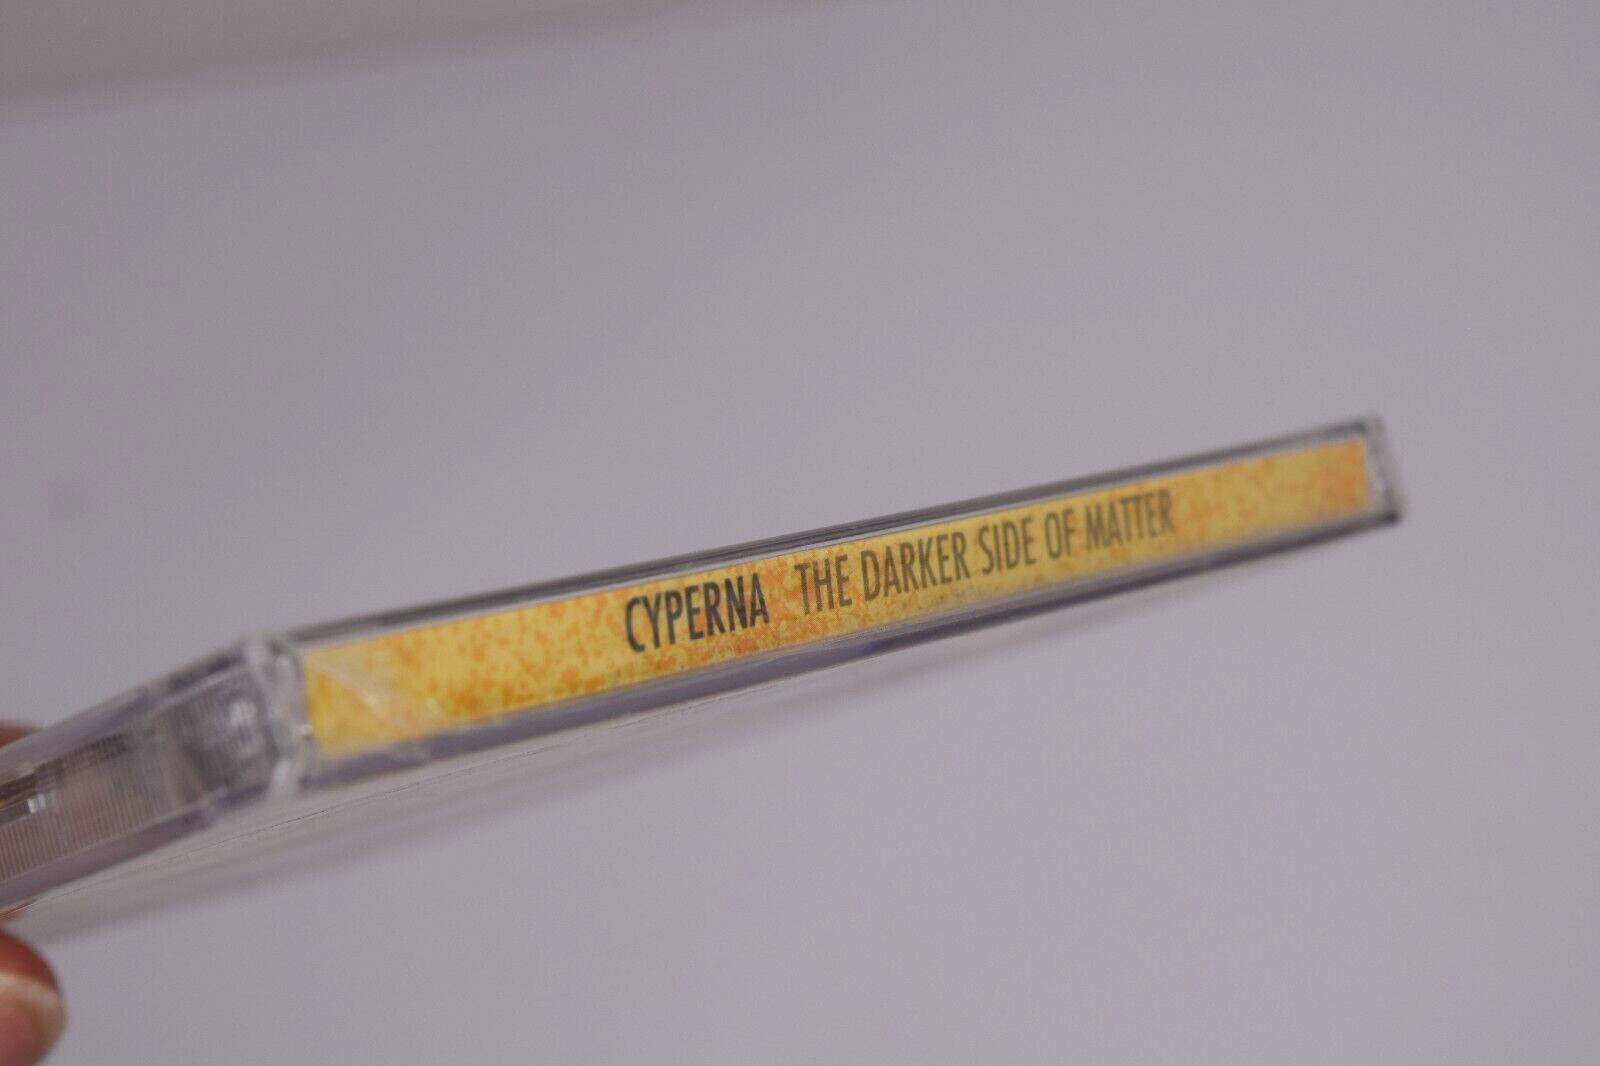 CYPERNA THE DARKER SIDE OF MATTER